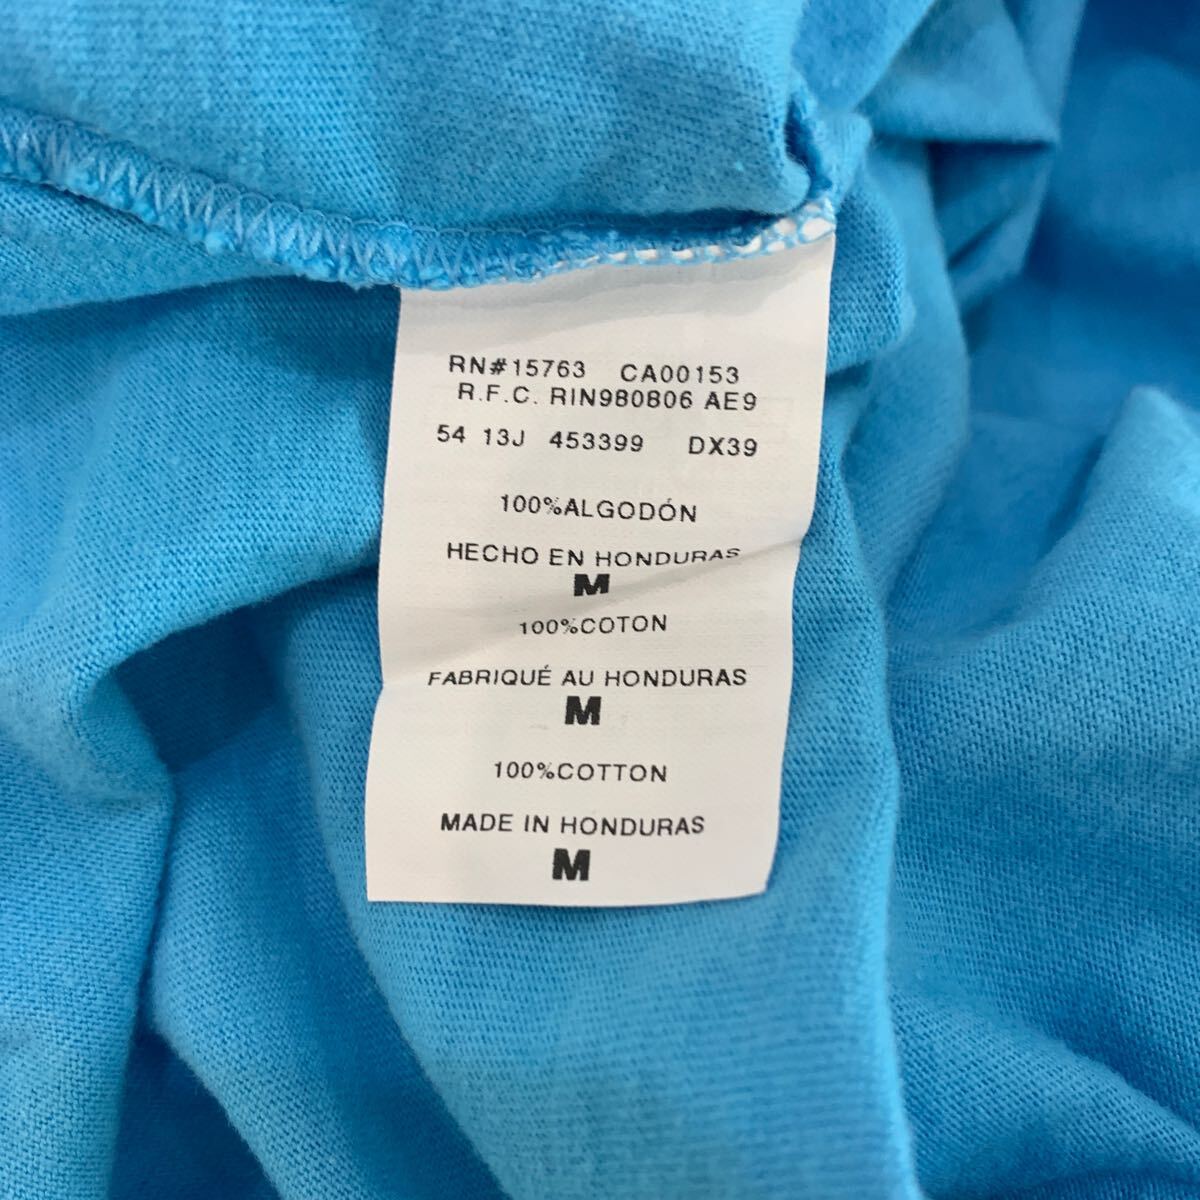 RN#15763 CA00153
R.F.C. RIN980806 AE9
54 13J 453399 DX39
100%ALGODÓN
HECHO EN HONDURAS
M
100%COTON
FABRIQUÉ AU HONDURAS
M
100%COTTON
MADE IN HONDURAS
M